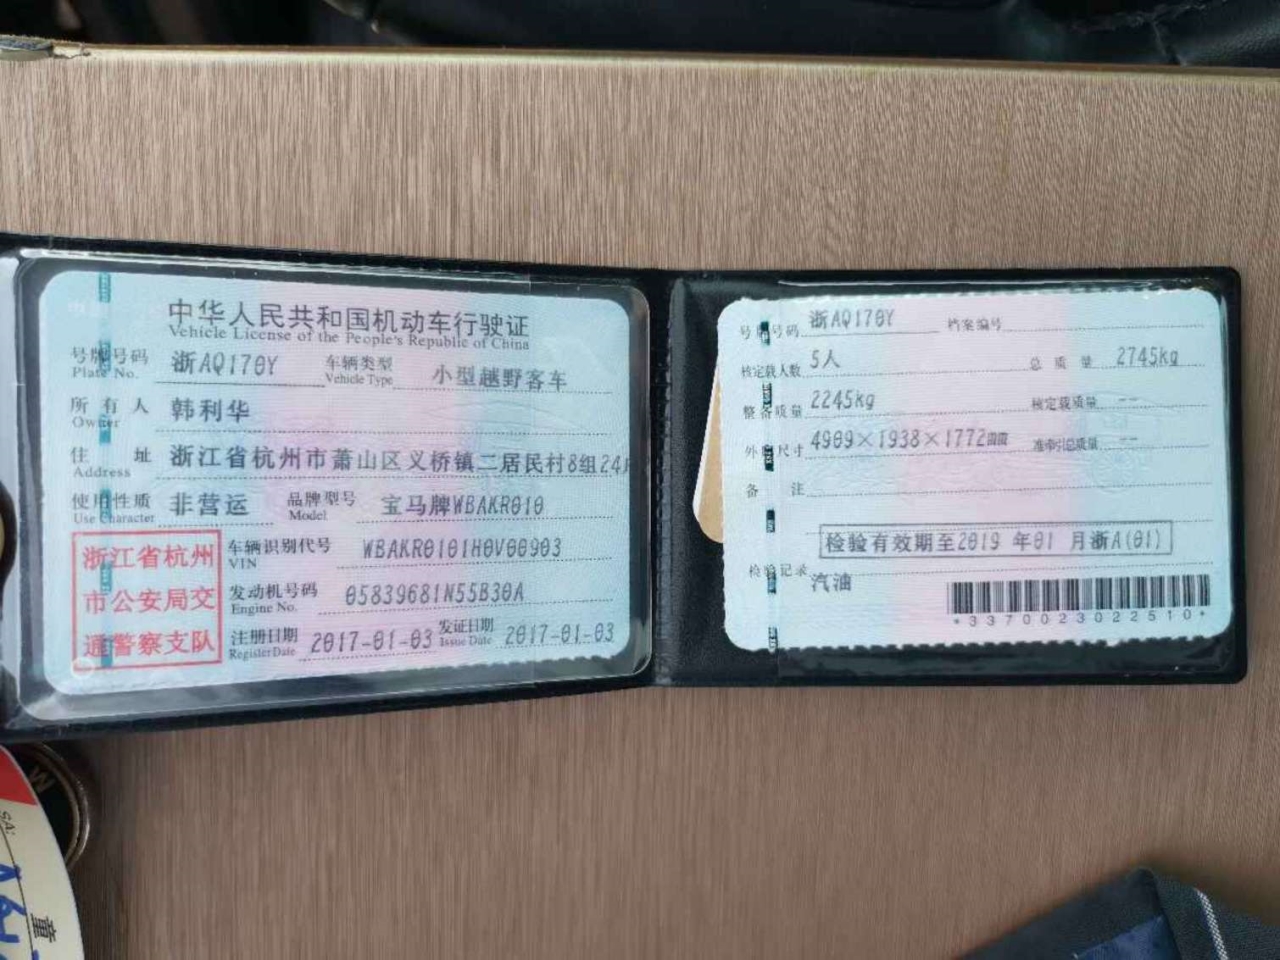 中华人民共和国机动车行驶证
Vehicle License of the People's Republic of China
号牌号码 浙AQ170Y 车辆类型 小型越野客车
Plate No. Vehicle Type
所有人 韩利华
Owner
住址 浙江省杭州市萧山区义桥镇二居民村8组24
Address
使用性质 非营运 品牌型号 宝马牌WBAKR010
Use Character Model
浙江省杭州
市公安局交
通警察支队
车辆识别代号 WBAKR0101H0V00903
VIN
发动机号码 05839681N55B30A
Engine No.
注册日期 2017-01-03 发证日期 2017-01-03
Register Date Issue Date
号牌号码 浙AQ170Y 档案编号
核定载人数 5人 总质量 2745kg
整备质量 2245kg 核定载质量 --
外廓尺寸 4909×1938×1772㎜ 准牵引总质量 --
备注
检验有效期至2019年01月浙A(01)
检验记录 汽油
*3370023022510*
SA:
童